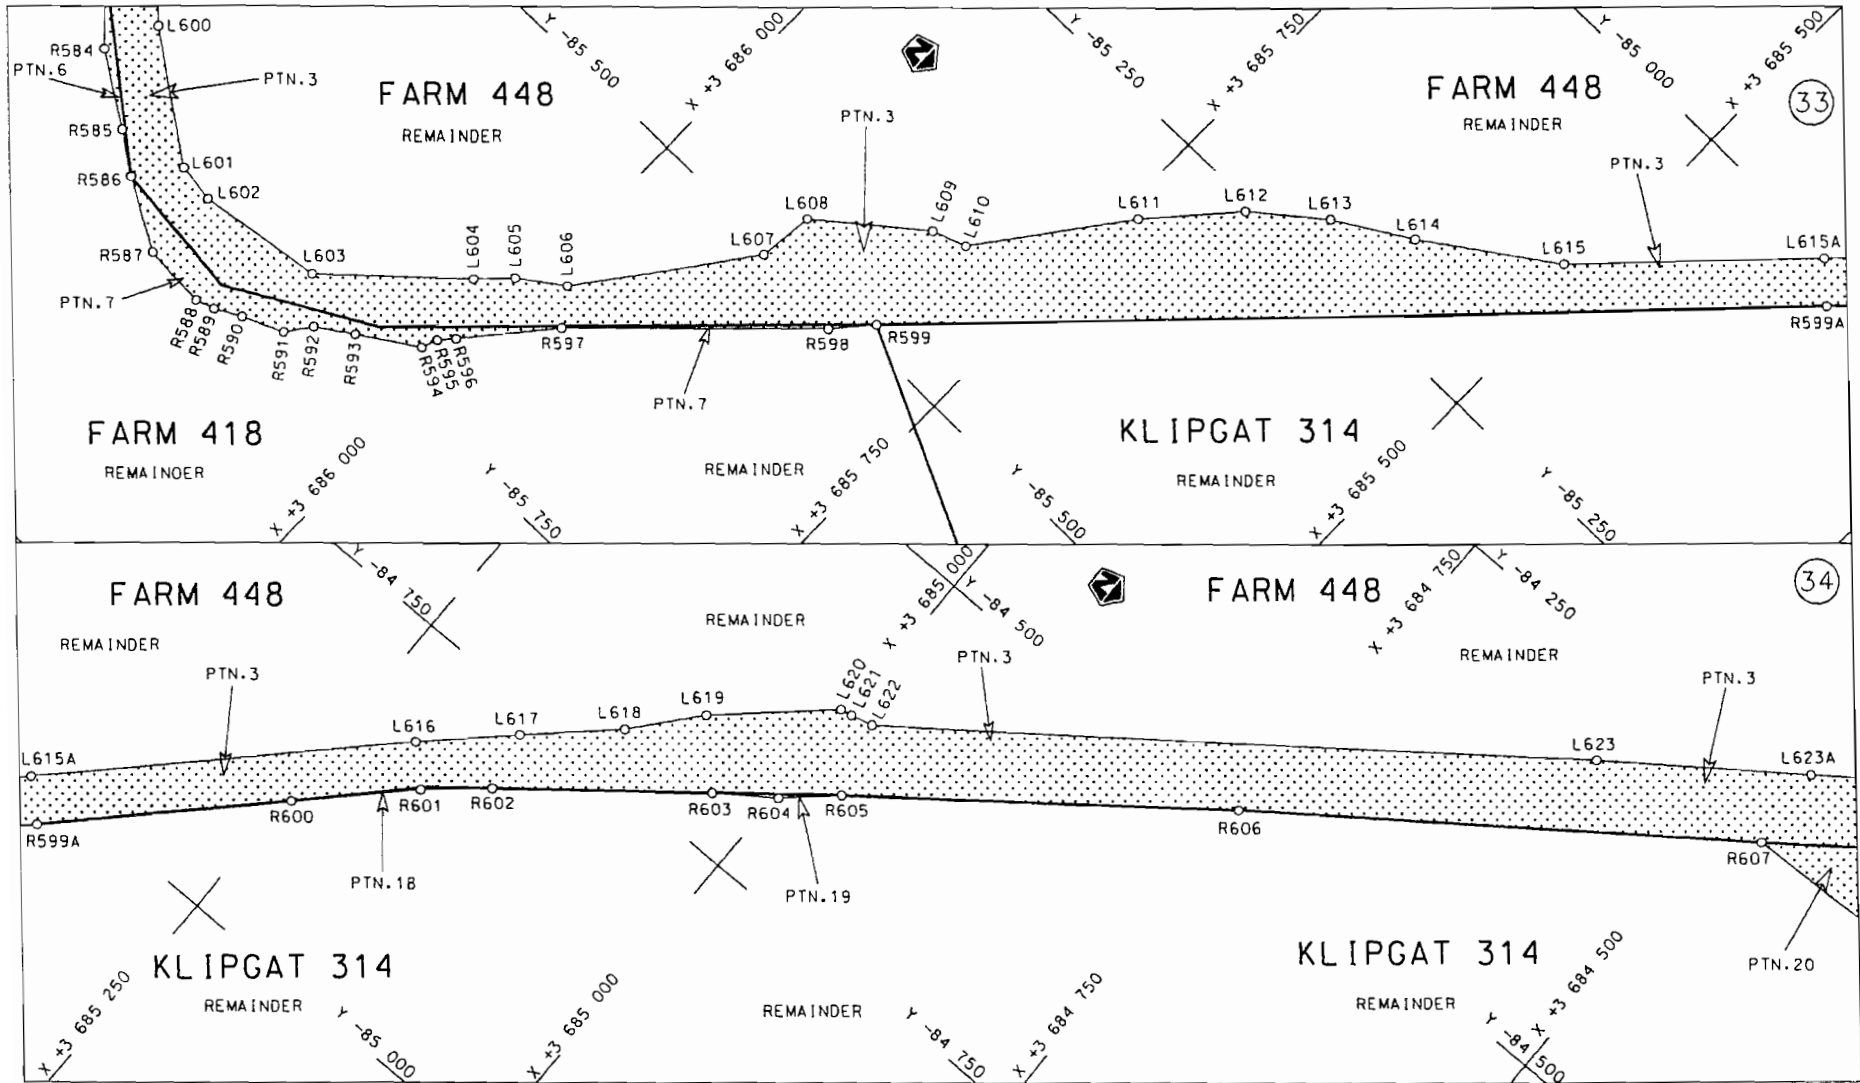 L600
R584
PTN.6
PTN.3
FARM 448
REMAINDER
Y -85 500
X +3 686 000
Y -85 250
X +3 685 750
FARM 448
REMAINDER
Y -85 000
X +3 685 500
33
PTN.3
R585
L601
R586
L602
L608
L609
L610
L611
L612
L613
L614
PTN.3
L615
L615A
R587
L603
L604
L605
L606
L607
PTN.7
R588
R589
R590
R591
R592
R593
R594
R595
R596
R597
R598
R599
R599A
PTN.7
FARM 418
REMAINOER
X +3 686 000
Y -85 750
REMAINDER
X +3 685 750
KLIPGAT 314
REMAINDER
Y -85 500
X +3 685 500
Y -85 250
FARM 448
REMAINDER
Y -84 750
REMAINDER
X +3 685 000
Y -84 500
FARM 448
X +3 684 750
Y -84 250
REMAINDER
34
PTN.3
PTN.3
PTN.3
L615A
L616
L617
L618
L619
L620
L621
L622
L623
L623A
R599A
R600
R601
R602
R603
R604
R605
R606
R607
PTN.18
PTN.19
PTN.20
KLIPGAT 314
REMAINDER
X +3 685 250
Y -85 000
X +3 685 000
REMAINDER
Y -84 750
X +3 684 750
KLIPGAT 314
REMAINDER
Y -84 500
X +3 684 500